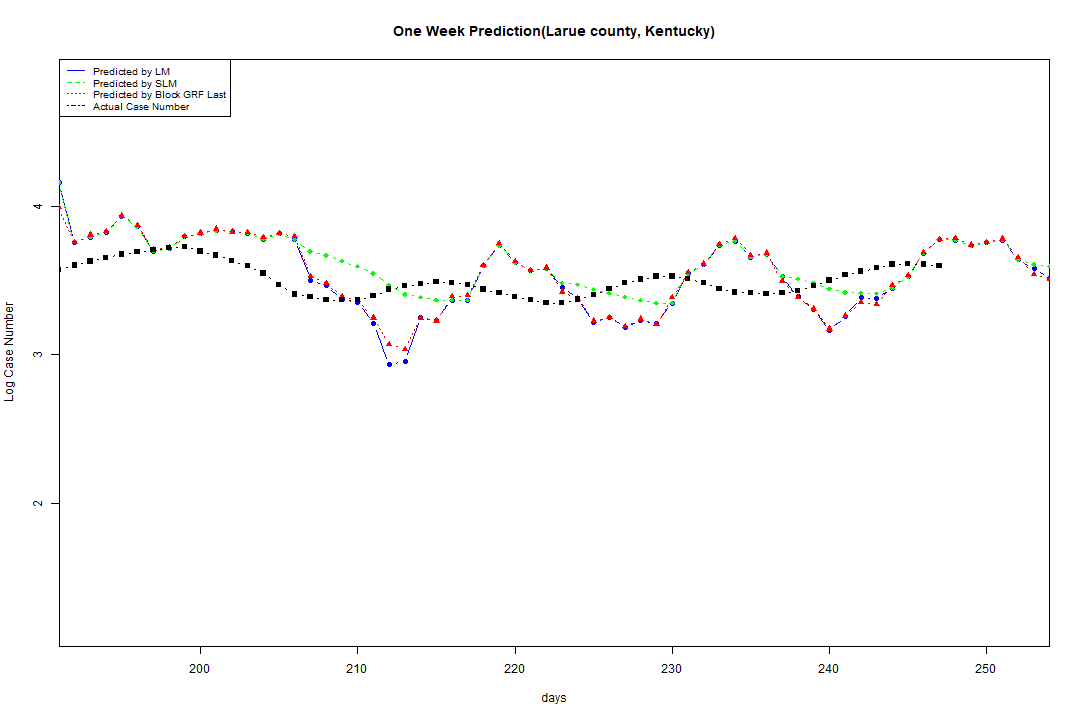 One Week Prediction(Larue county, Kentucky)
Predicted by LM
Predicted by SLM
Predicted by Block GRF Last
Actual Case Number
4
3
2
Log Case Number
200 210 220 230 240 250
days